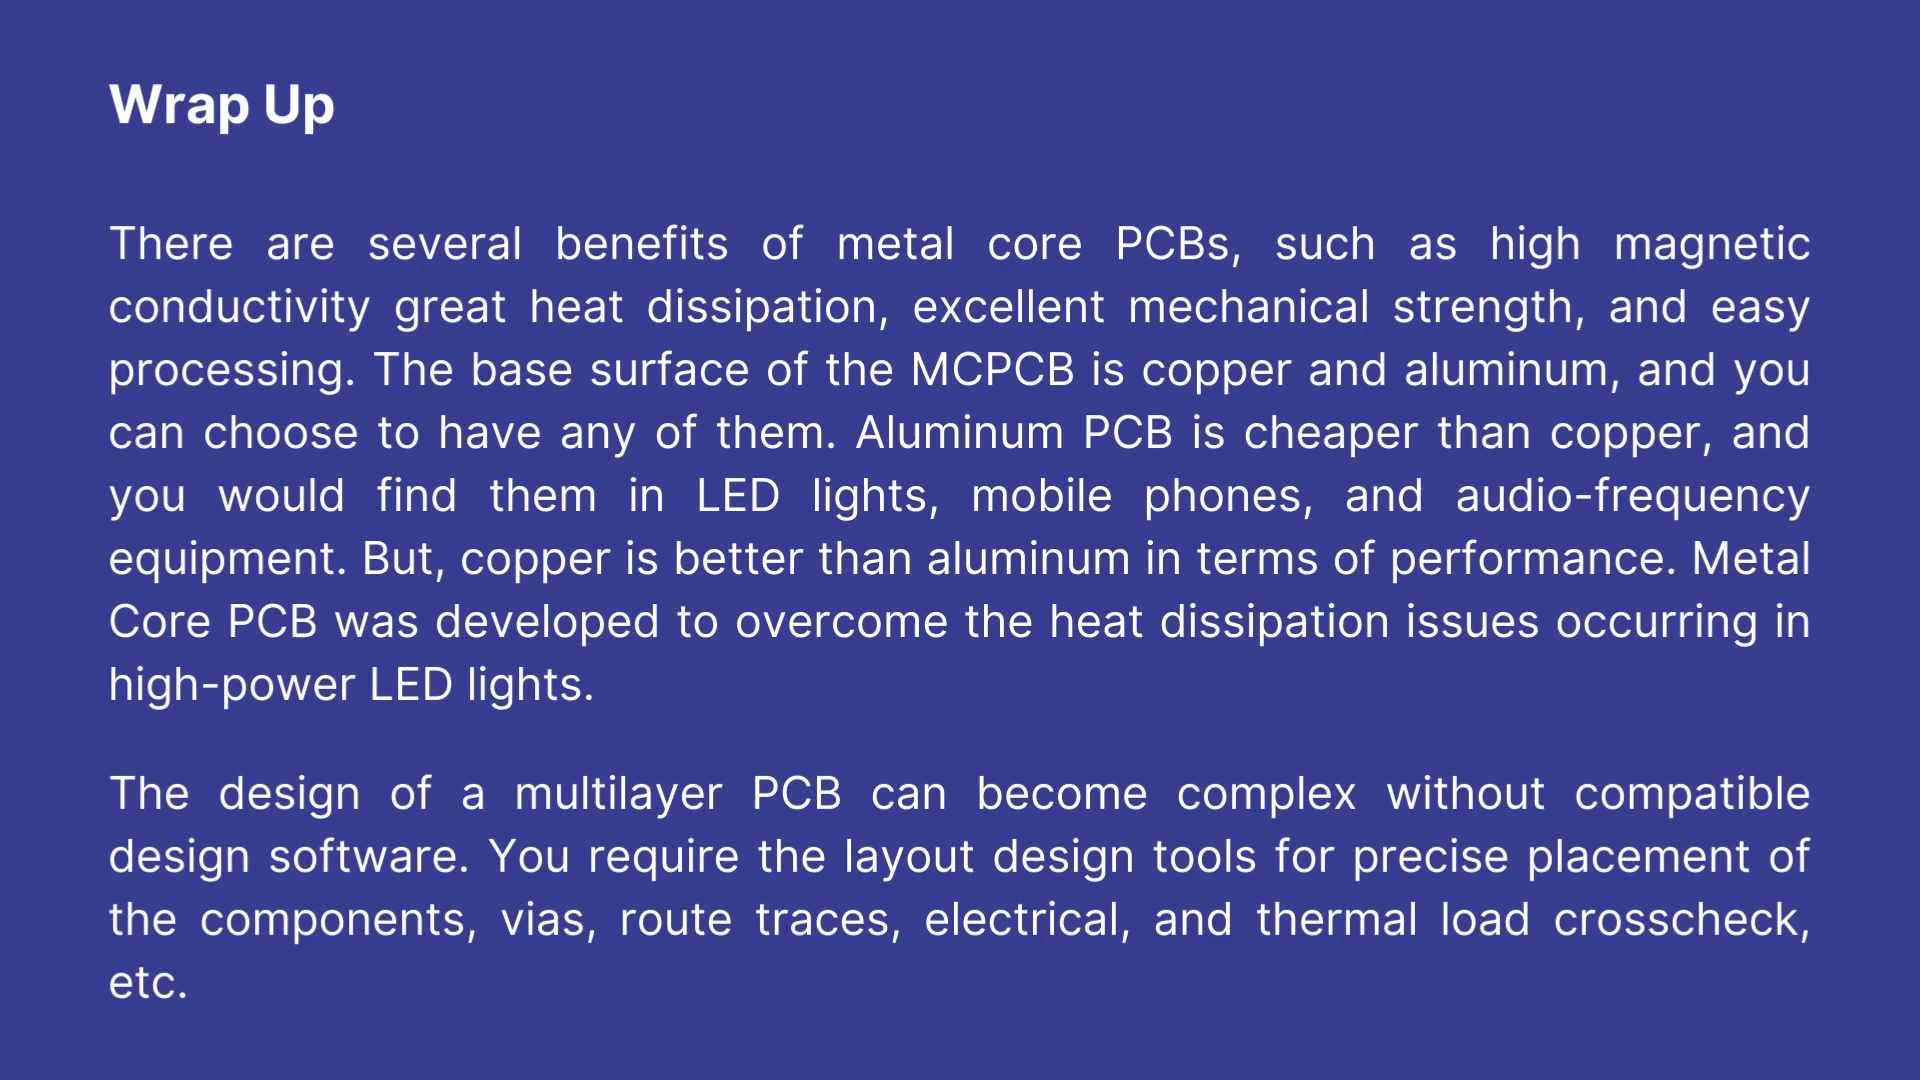 Wrap Up
There are several benefits of metal core PCBs, such as high magnetic
conductivity great heat dissipation, excellent mechanical strength, and easy
processing. The base surface of the MCPCB is copper and aluminum, and you
can choose to have any of them. Aluminum PCB is cheaper than copper, and
you would find them in LED lights, mobile phones, and audio-frequency
equipment. But, copper is better than aluminum in terms of performance. Metal
Core PCB was developed to overcome the heat dissipation issues occurring in
high-power LED lights.
The design of a multilayer PCB can become complex without compatible
design software. You require the layout design tools for precise placement of
the components, vias, route traces, electrical, and thermal load crosscheck,
etc.